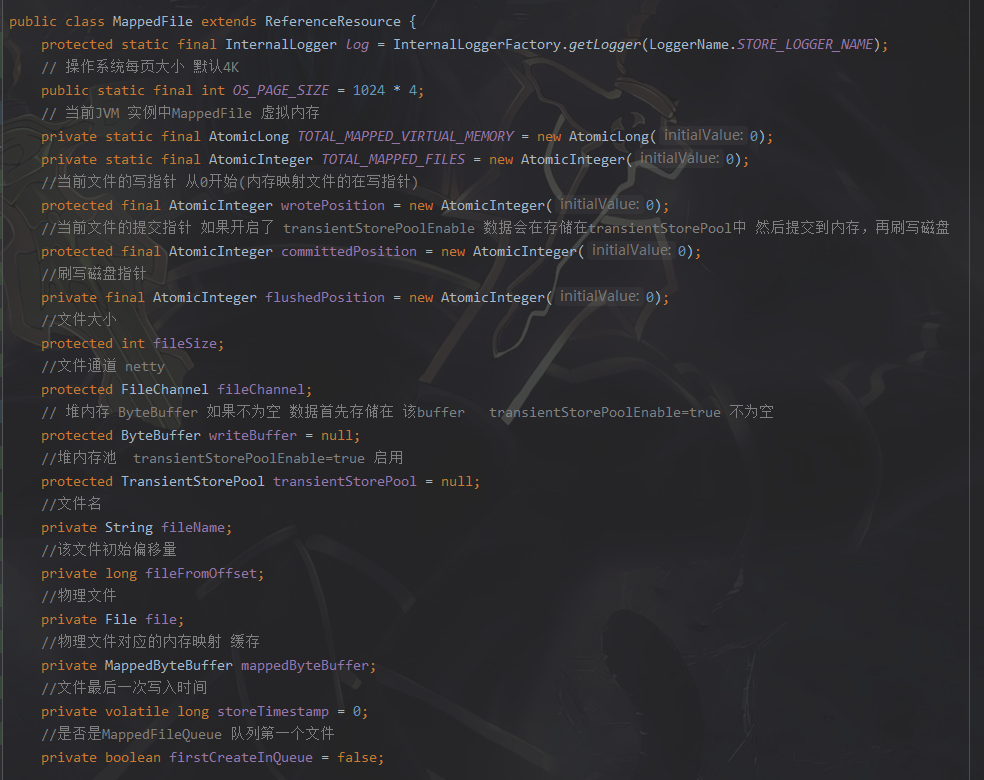 public class MappedFile extends ReferenceResource {
protected static final InternalLogger log = InternalLoggerFactory.getLogger(LoggerName.STORE_LOGGER_NAME);
// 操作系统每页大小 默认4K
public static final int OS_PAGE_SIZE = 1024 * 4;
// 当前JVM 实例中MappedFile 虚拟内存
private static final AtomicLong TOTAL_MAPPED_VIRTUAL_MEMORY = new AtomicLong( initialValue: 0);
private static final AtomicInteger TOTAL_MAPPED_FILES = new AtomicInteger( initialValue: 0);
//当前文件的写指针 从0开始(内存映射文件的在写指针)
protected final AtomicInteger wrotePosition = new AtomicInteger( initialValue: 0);
//当前文件的提交指针 如果开启了 transientStorePoolEnable 数据会在存储在transientStorePool中 然后提交到内存，再刷写磁盘
protected final AtomicInteger committedPosition = new AtomicInteger( initialValue: 0);
//刷写磁盘指针
private final AtomicInteger flushedPosition = new AtomicInteger( initialValue: 0);
//文件大小
protected int fileSize;
//文件通道 netty
protected FileChannel fileChannel;
// 堆内存 ByteBuffer 如果不为空 数据首先存储在 该buffer transientStorePoolEnable=true 不为空
protected ByteBuffer writeBuffer = null;
//堆内存池 transientStorePoolEnable=true 启用
protected TransientStorePool transientStorePool = null;
//文件名
private String fileName;
//该文件初始偏移量
private long fileFromOffset;
//物理文件
private File file;
//物理文件对应的内存映射 缓存
private MappedByteBuffer mappedByteBuffer;
//文件最后一次写入时间
private volatile long storeTimestamp = 0;
//是否是MappedFileQueue 队列第一个文件
private boolean firstCreateInQueue = false;